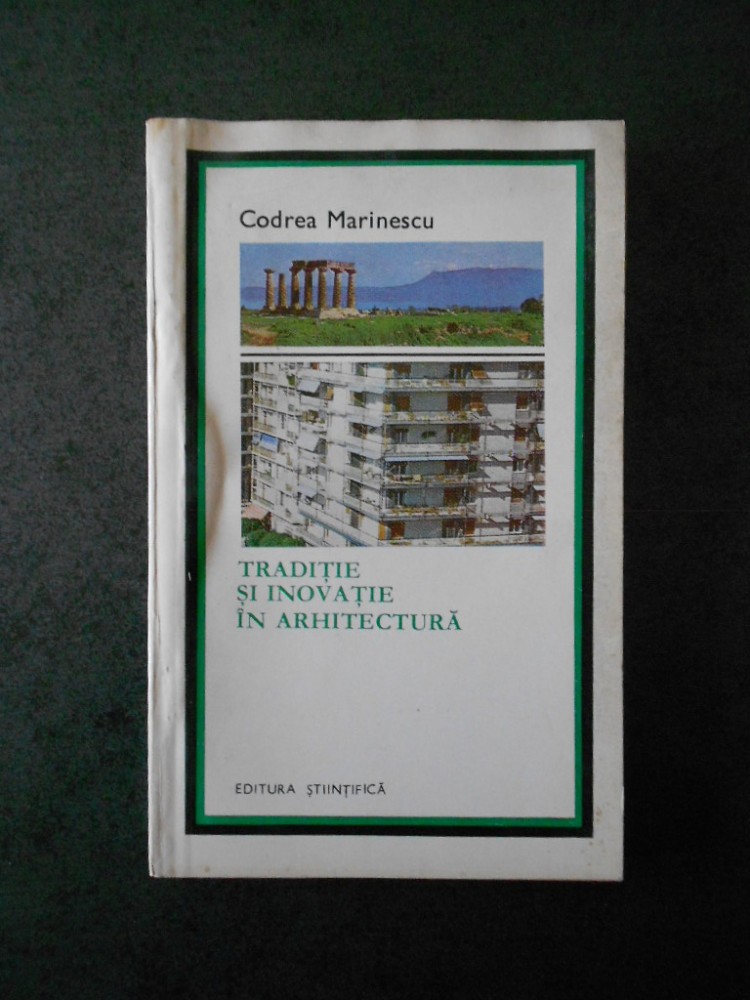 Codrea Marinescu
TRADIȚIE
ȘI INOVAȚIE
ÎN ARHITECTURĂ
EDITURA ȘTIINȚIFICĂ